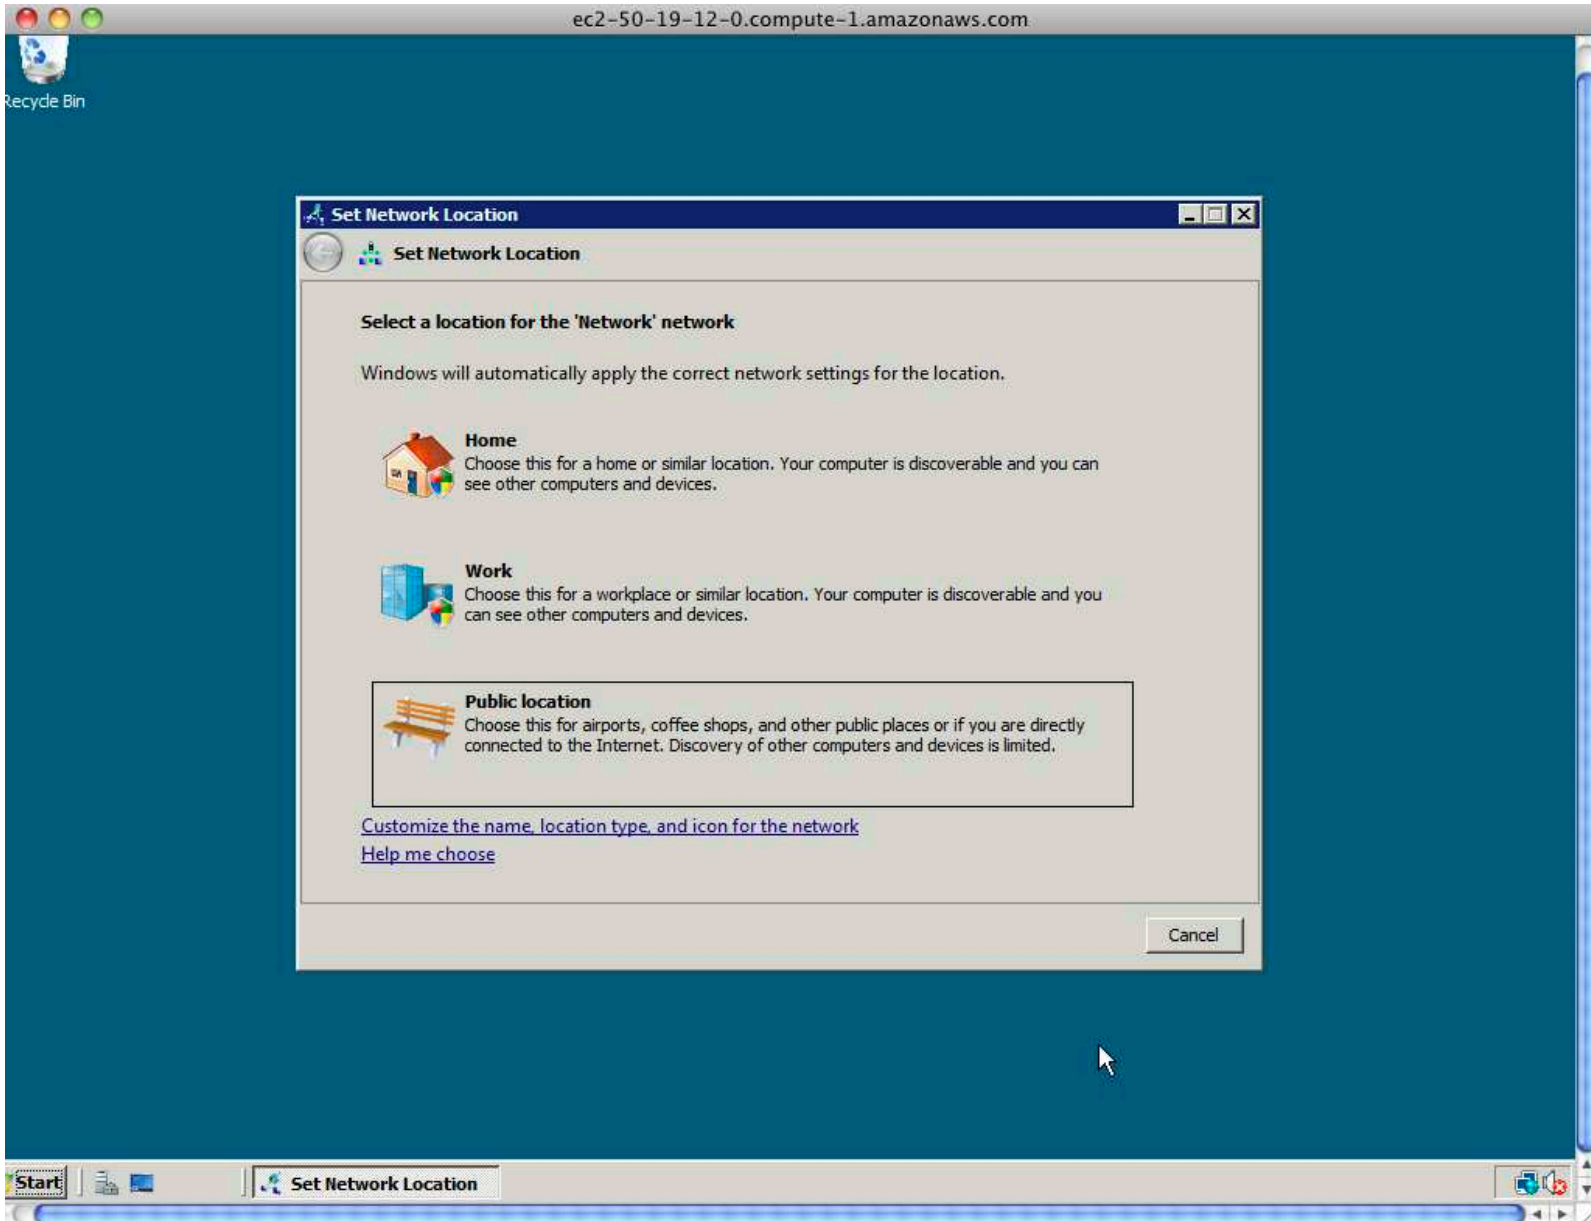 ec2-50-19-12-0.compute-1.amazonaws.com
Recycle Bin
Set Network Location
Set Network Location
Select a location for the 'Network' network
Windows will automatically apply the correct network settings for the location.
Home
Choose this for a home or similar location. Your computer is discoverable and you can
see other computers and devices.
Work
Choose this for a workplace or similar location. Your computer is discoverable and you
can see other computers and devices.
Public location
Choose this for airports, coffee shops, and other public places or if you are directly
connected to the Internet. Discovery of other computers and devices is limited.
Customize the name, location type, and icon for the network
Help me choose
Cancel
Start
Set Network Location